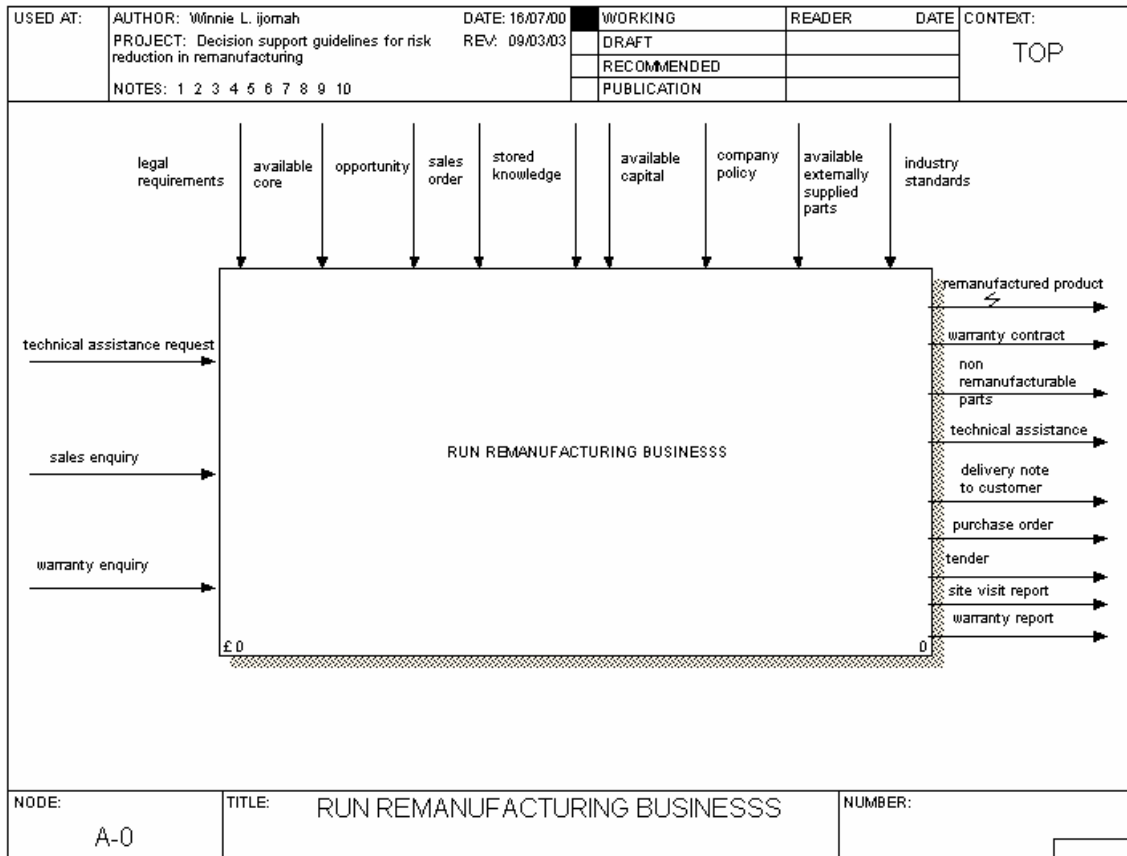 USED AT:
AUTHOR: Winnie L. ijomah
DATE: 16/07/00
WORKING
READER
DATE
CONTEXT:
PROJECT: Decision support guidelines for risk
reduction in remanufacturing
REV: 09/03/03
DRAFT
TOP
RECOMMENDED
NOTES: 1 2 3 4 5 6 7 8 9 10
PUBLICATION
legal
requirements
available
core
opportunity
sales
order
stored
knowledge
available
capital
company
policy
available
externally
supplied
parts
industry
standards
technical assistance request
sales enquiry
warranty enquiry
RUN REMANUFACTURING BUSINESSS
£ 0
0
remanufactured product
warranty contract
non
remanufacturable
parts
technical assistance
delivery note
to customer
purchase order
tender
site visit report
warranty report
NODE:
A-0
TITLE:
RUN REMANUFACTURING BUSINESSS
NUMBER: